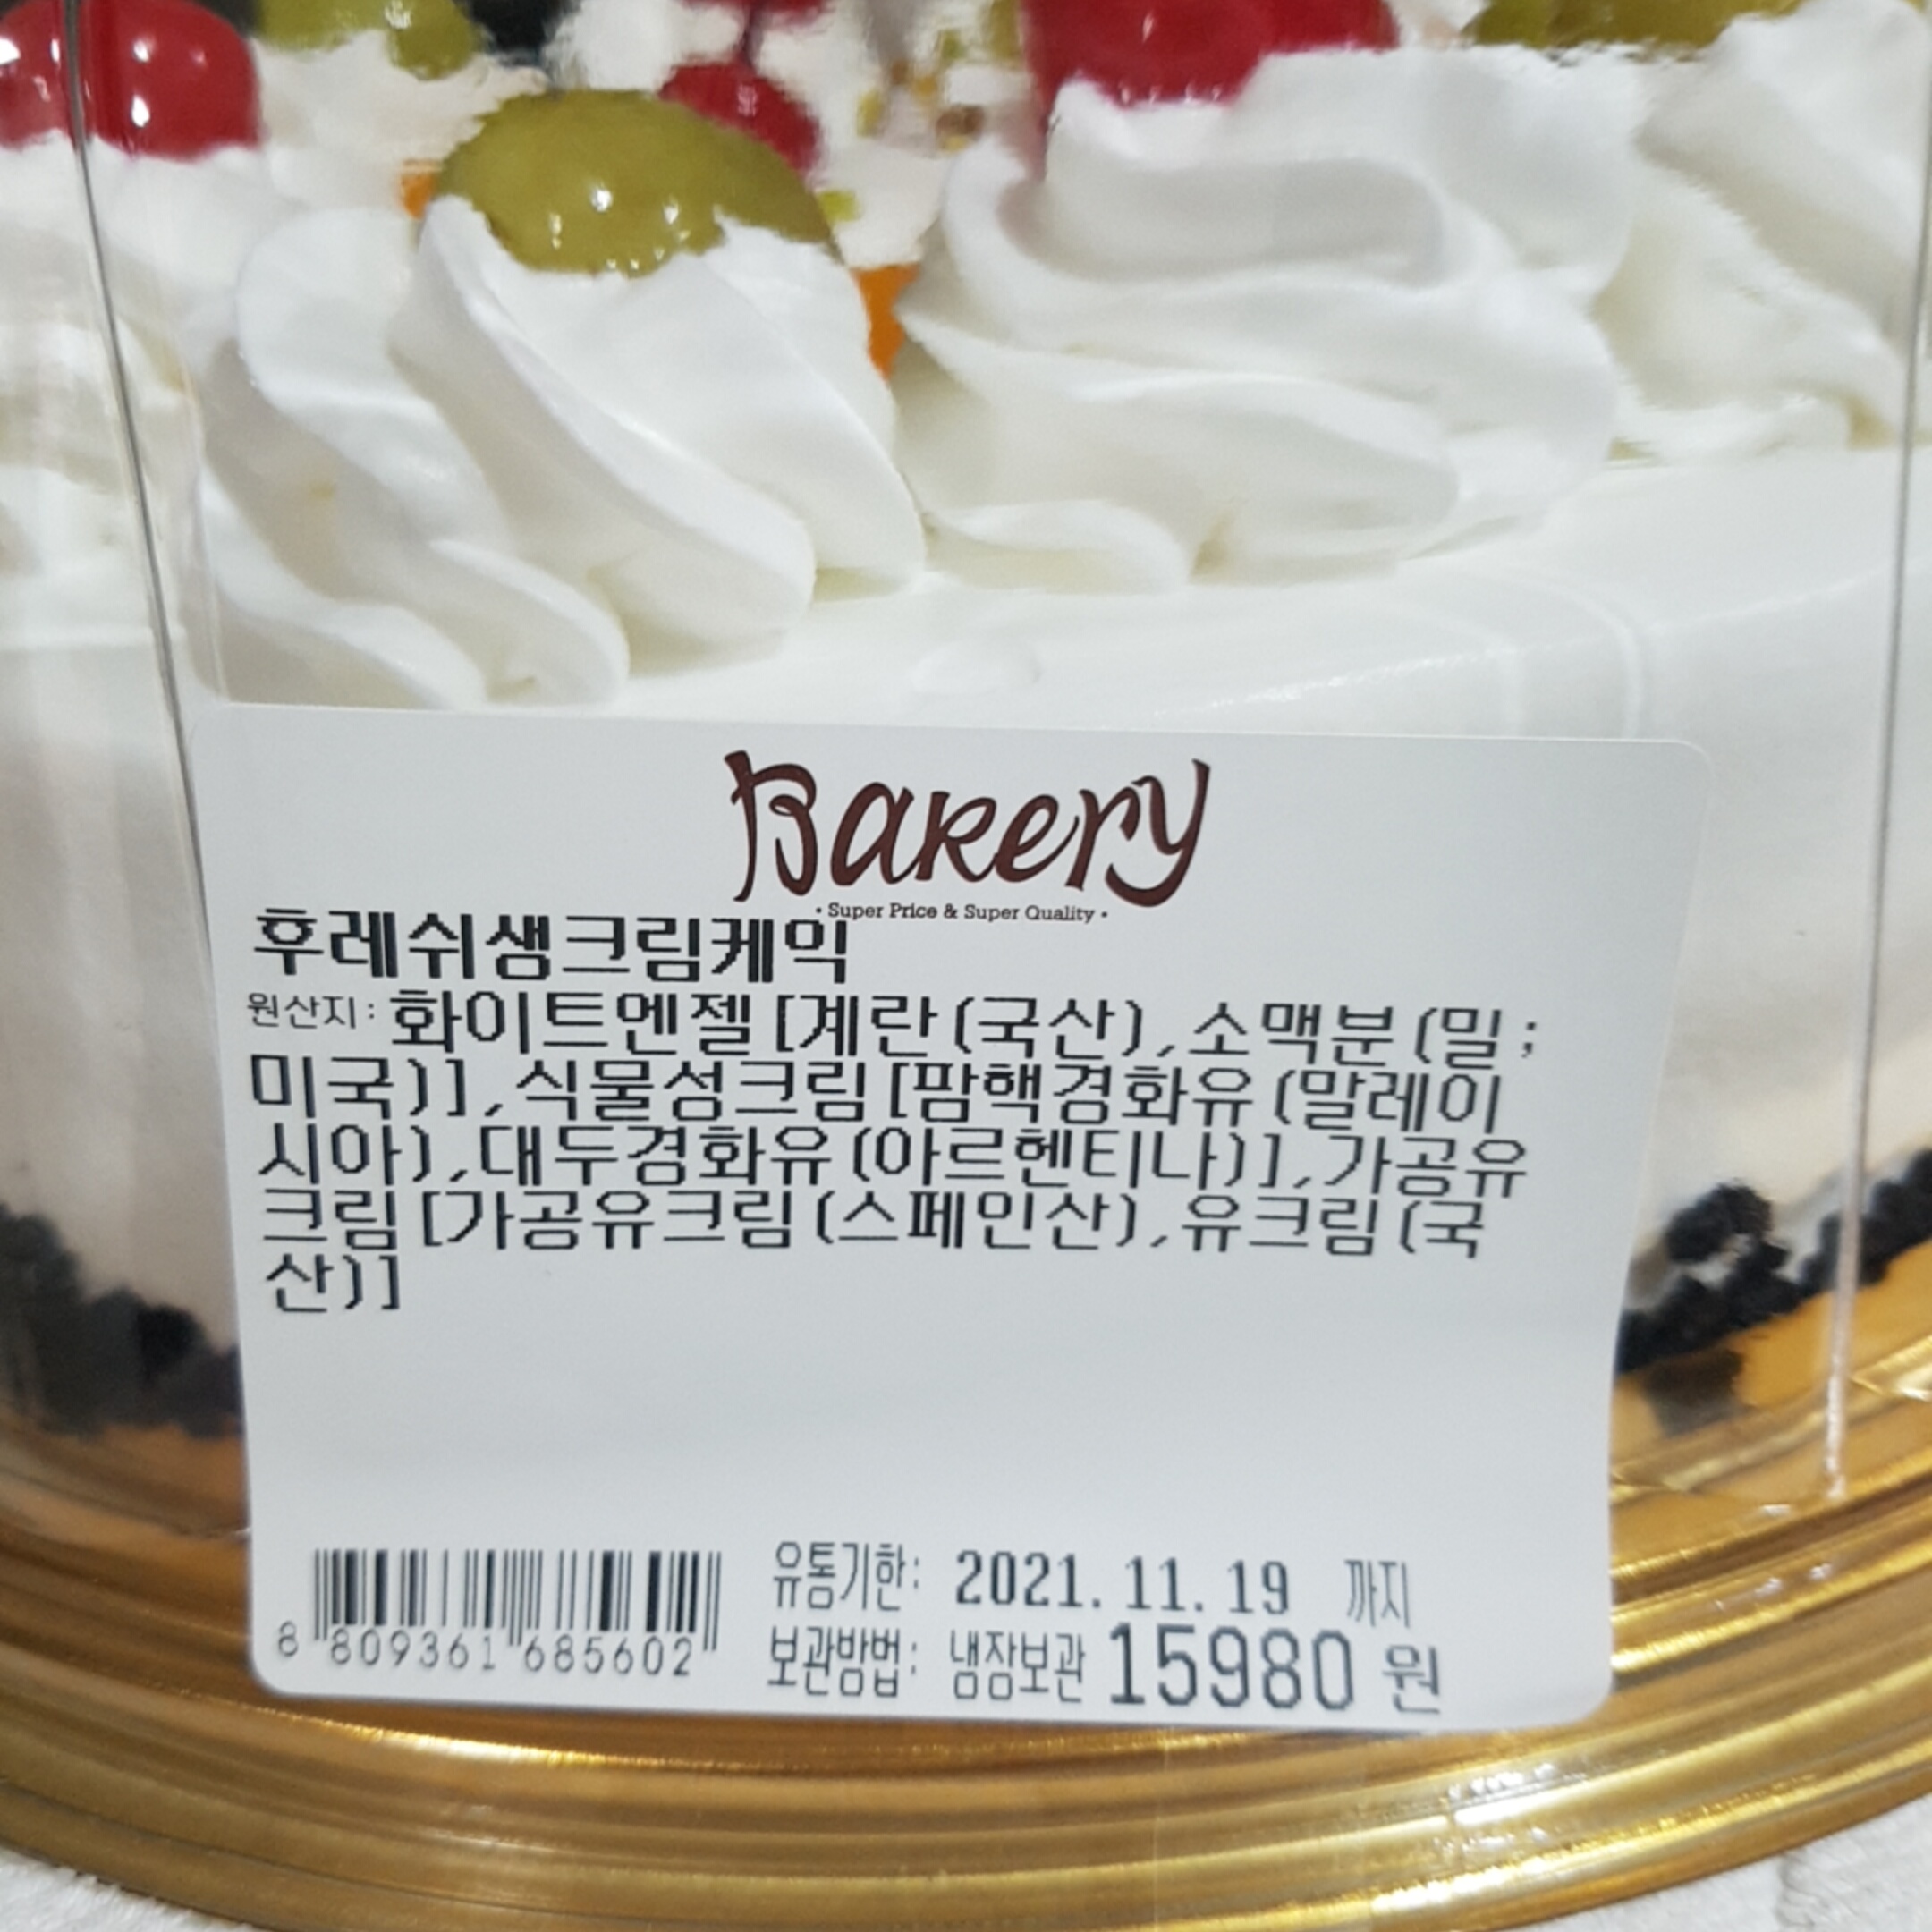 Bakery
• Super Price & Super Quality •
후레쉬생크림케익
원산지: 화이트엔젤 [계란(국산), 소맥분(밀;
미국)], 식물성크림[팜핵경화유(말레이
시아), 대두경화유(아르헨티나)], 가공유
크림[가공유크림(스페인산), 유크림(국
산)]
유통기한: 2021. 11. 19 까지
8 809361 685602
보관방법: 냉장보관 15980 원